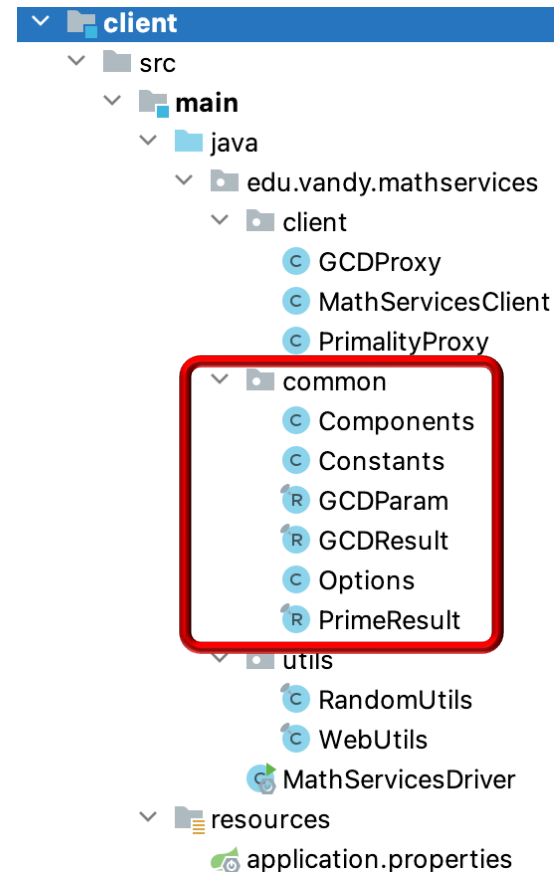 client
src
main
java
edu.vandy.mathservices
client
C GCDProxy
C MathServicesClient
C PrimalityProxy
common
C Components
C Constants
R GCDParam
R GCDResult
C Options
R PrimeResult
utils
C RandomUtils
C WebUtils
C MathServicesDriver
resources
application.properties